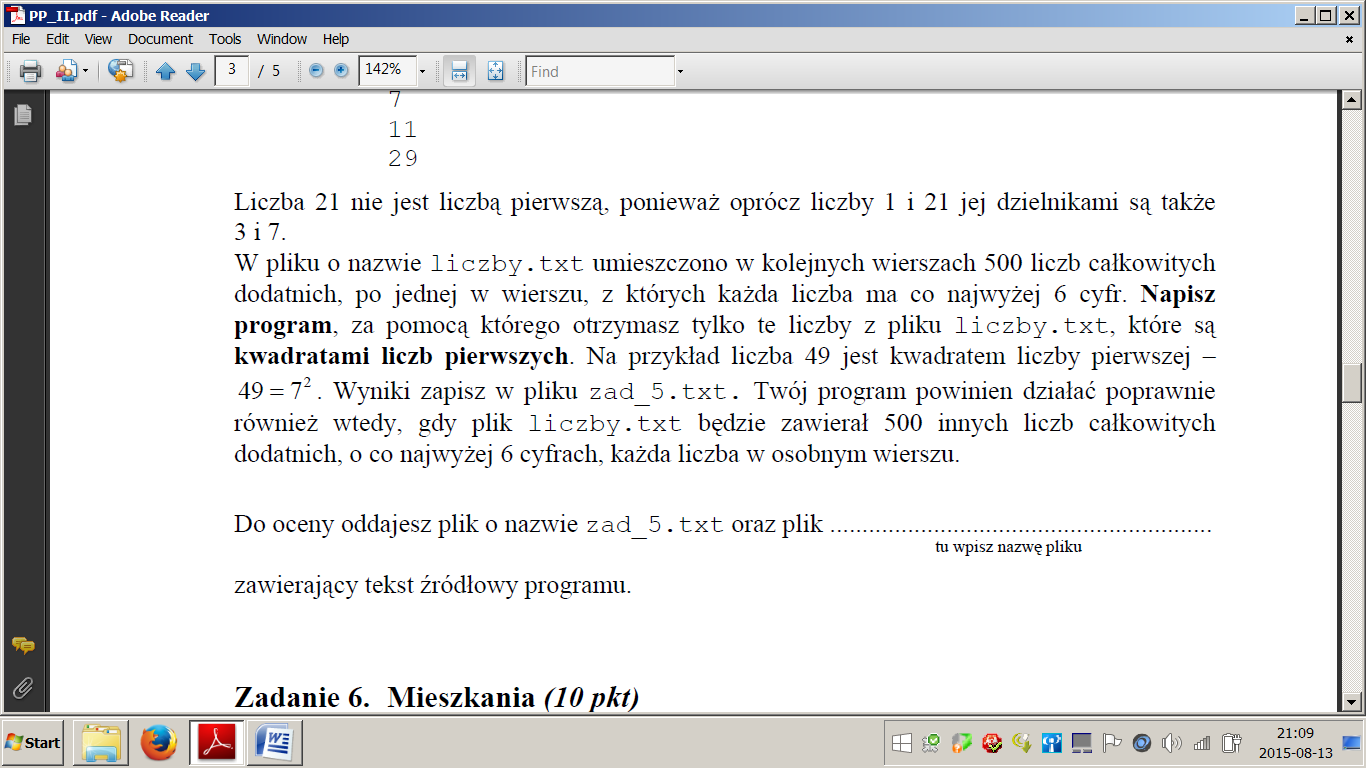 PP_II.pdf - Adobe Reader
File Edit View Document Tools Window Help
3 / 5 142% Find
7
11
29
Liczba 21 nie jest liczbą pierwszą, ponieważ oprócz liczby 1 i 21 jej dzielnikami są także
3 i 7.
W pliku o nazwie liczby.txt umieszczono w kolejnych wierszach 500 liczb całkowitych
dodatnich, po jednej w wierszu, z których każda liczba ma co najwyżej 6 cyfr. Napisz
program, za pomocą którego otrzymasz tylko te liczby z pliku liczby.txt, które są
kwadratami liczb pierwszych. Na przykład liczba 49 jest kwadratem liczby pierwszej –
49 = 7². Wyniki zapisz w pliku zad_5.txt. Twój program powinien działać poprawnie
również wtedy, gdy plik liczby.txt będzie zawierał 500 innych liczb całkowitych
dodatnich, o co najwyżej 6 cyfrach, każda liczba w osobnym wierszu.
Do oceny oddajesz plik o nazwie zad_5.txt oraz plik ...........................................................
tu wpisz nazwę pliku
zawierający tekst źródłowy programu.
Zadanie 6. Mieszkania (10 pkt)
Start
21:09
2015-08-13